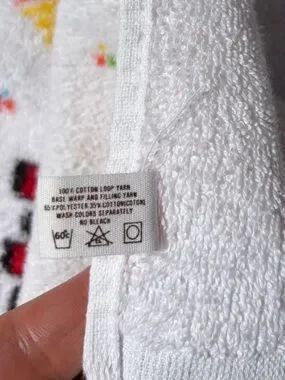 100% COTTON LOOP YARN
BASE WARP AND FILLING YARN
65% POLYESTER 35% COTTON(COTON)
WASH COLORS SEPARATELY
NO BLEACH
60c